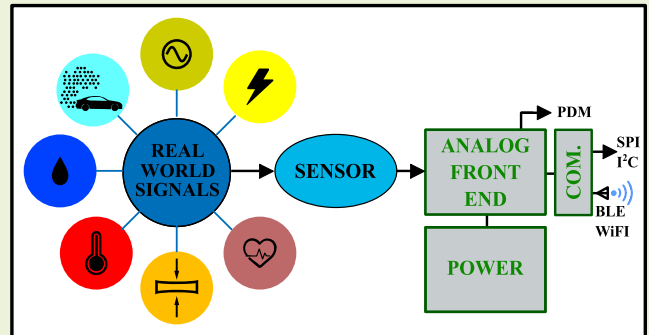 REAL
WORLD
SIGNALS
SENSOR
ANALOG
FRONT
END
POWER
COM.
PDM
SPI
I²C
BLE
WiFI